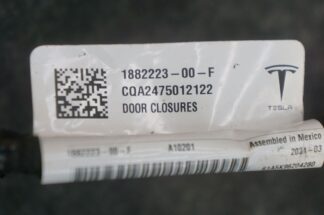 1882223-00-F
CQA2475012122
DOOR CLOSURES
TESLA
1882223-00-F A10201
Assembled in Mexico
2024-03